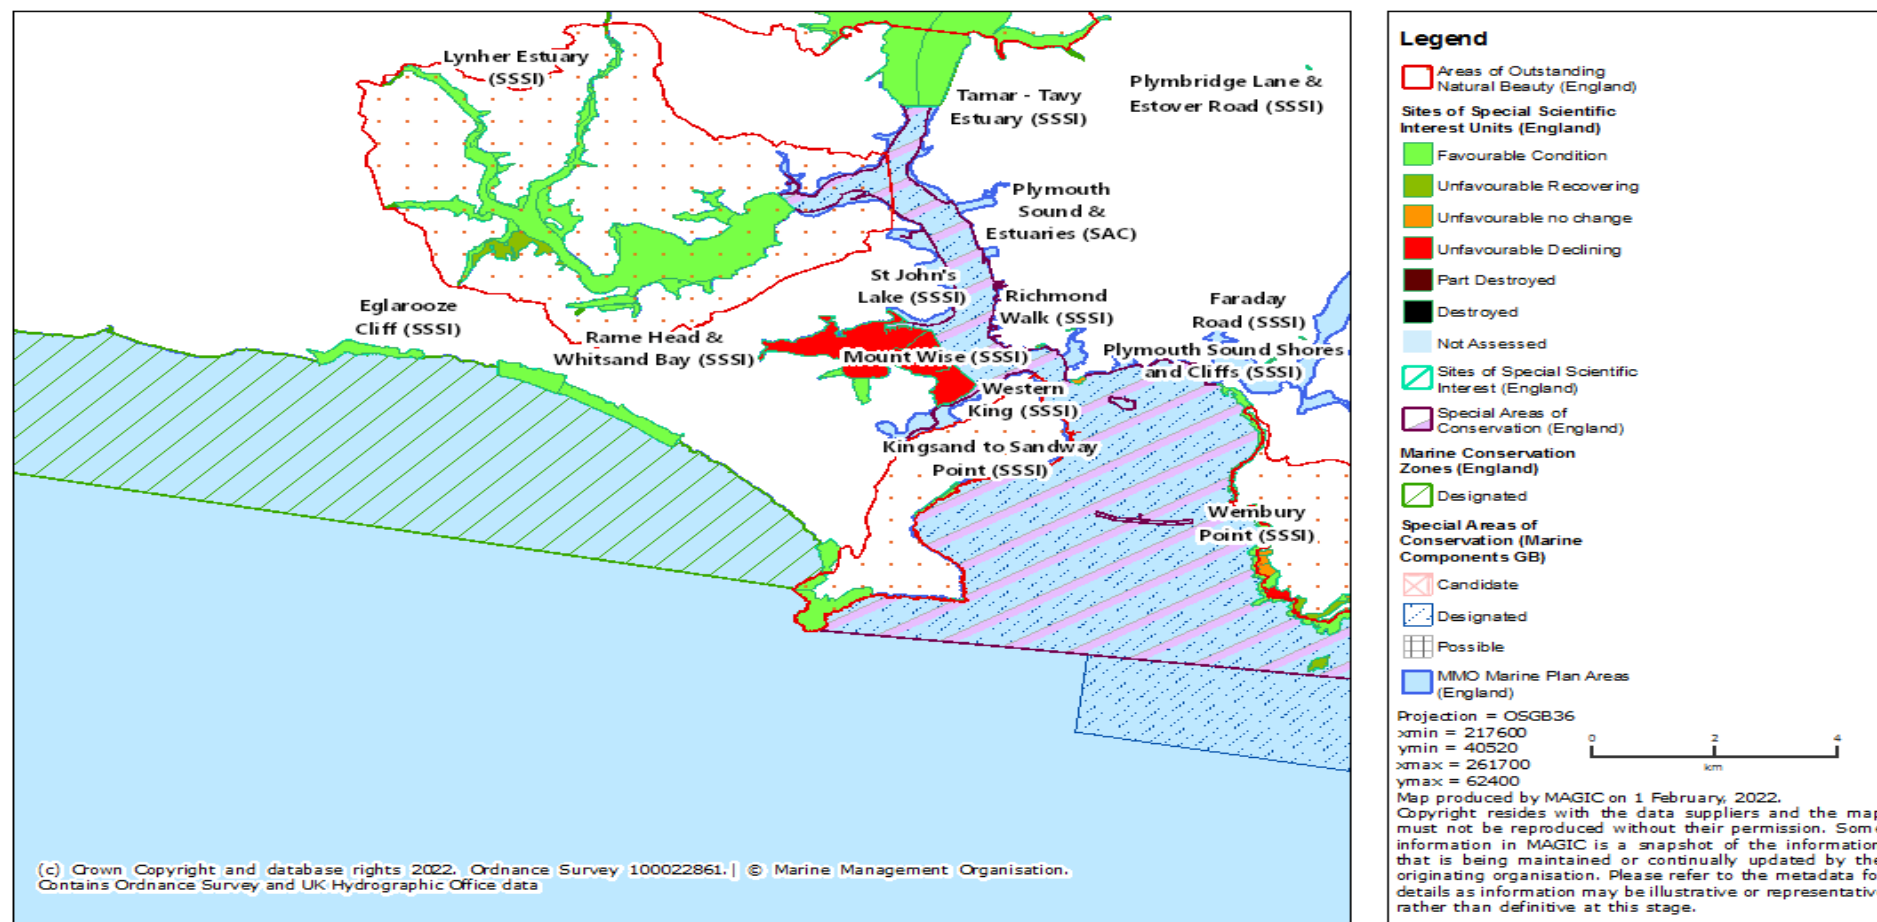 Lynher Estuary
(SSSI)
Tamar - Tavy
Estuary (SSSI)
Plymbridge Lane &
Estover Road (SSSI)
Plymouth
Sound &
Estuaries (SAC)
St John's
Lake (SSSI)
Richmond
Walk (SSSI)
Faraday
Road (SSSI)
Eglarooze
Cliff (SSSI)
Rame Head &
Whitsand Bay (SSSI)
Mount Wise (SSSI)
Plymouth Sound Shores
and Cliffs (SSSI)
Western
King (SSSI)
Kingsand to Sandway
Point (SSSI)
Wembury
Point (SSSI)
(c) Crown Copyright and database rights 2022. Ordnance Survey 100022861.| © Marine Management Organisation.
Contains Ordnance Survey and UK Hydrographic Office data
Legend
Areas of Outstanding
Natural Beauty (England)
Sites of Special Scientific
Interest Units (England)
Favourable Condition
Unfavourable Recovering
Unfavourable no change
Unfavourable Declining
Part Destroyed
Destroyed
Not Assessed
Sites of Special Scientific
Interest (England)
Special Areas of
Conservation (England)
Marine Conservation
Zones (England)
Designated
Special Areas of
Conservation (Marine
Components GB)
Candidate
Designated
Possible
MMO Marine Plan Areas
(England)
Projection = OSGB36
xmin = 217600
ymin = 40520
xmax = 261700
ymax = 62400
0 2 4
km
Map produced by MAGIC on 1 February, 2022.
Copyright resides with the data suppliers and the map
must not be reproduced without their permission. Some
information in MAGIC is a snapshot of the information
that is being maintained or continually updated by the
originating organisation. Please refer to the metadata fo
details as information may be illustrative or representative
rather than definitive at this stage.